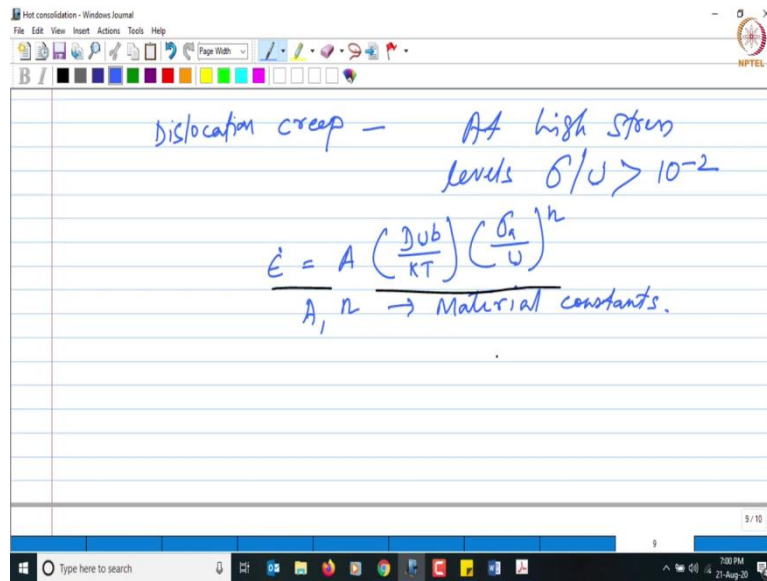 Hot consolidation - Windows Journal
File Edit View Insert Actions Tools Help
Page Width
NPTEL
B I
Dislocation creep - At high stress
levels σ/U > 10-2
ε̇ = A (DUb/KT) (σa/U)^n
A, n → Material constants.
9/10
9
Type here to search
7:00 PM
21-Aug-20